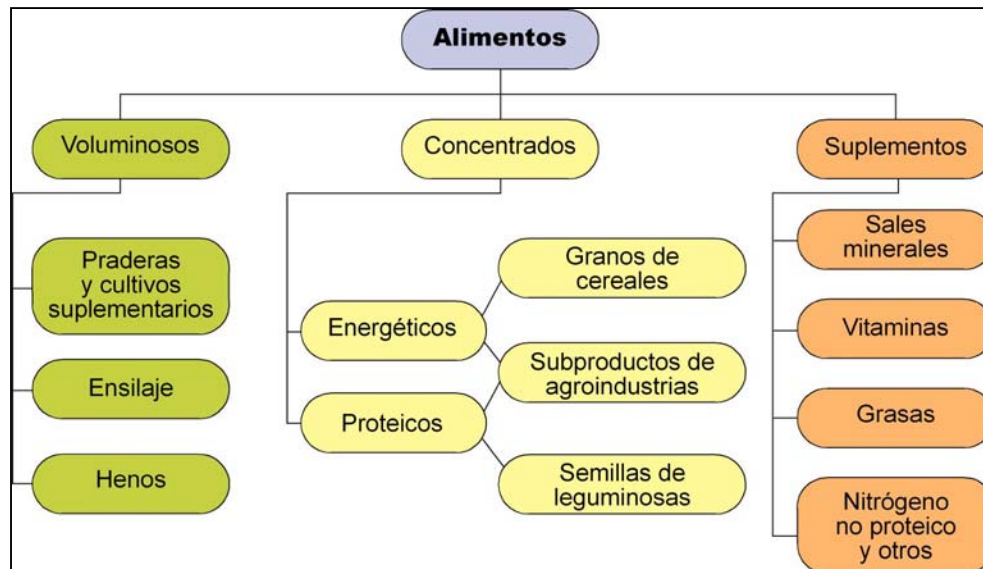 Alimentos
Voluminosos
Concentrados
Suplementos
Praderas
y cultivos
suplementarios
Ensilaje
Henos
Energéticos
Proteicos
Granos de
cereales
Subproductos de
agroindustrias
Semillas de
leguminosas
Sales
minerales
Vitaminas
Grasas
Nitrógeno
no proteico
y otros